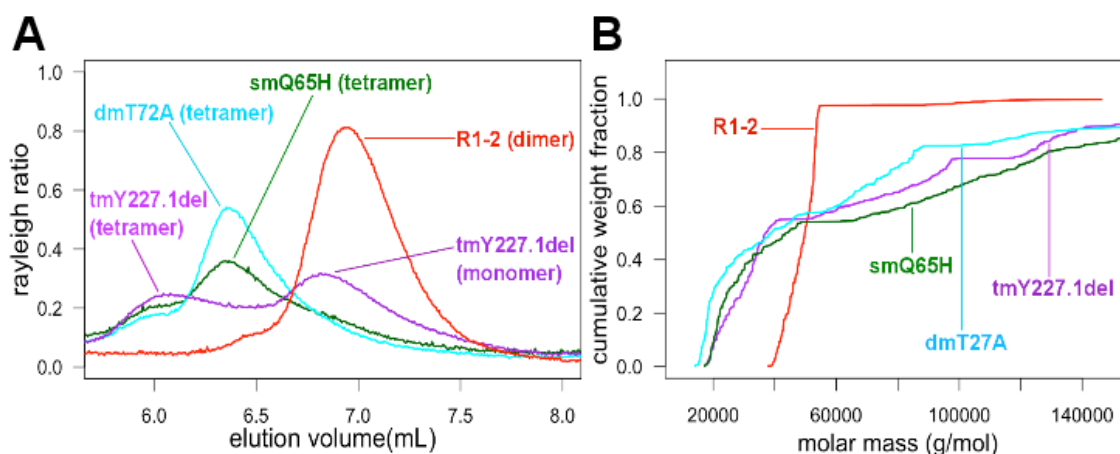 A
B
rayleigh ratio
1.0
0.8
0.6
0.4
0.2
0.0
smQ65H (tetramer)
dmT72A (tetramer)
R1-2 (dimer)
tmY227.1del
(tetramer)
tmY227.1del
(monomer)
6.0
6.5
7.0
7.5
8.0
elution volume(mL)
cumulative weight fraction
1.0
0.8
0.6
0.4
0.2
0.0
R1-2
smQ65H
tmY227.1del
dmT27A
20000
60000
100000
140000
molar mass (g/mol)